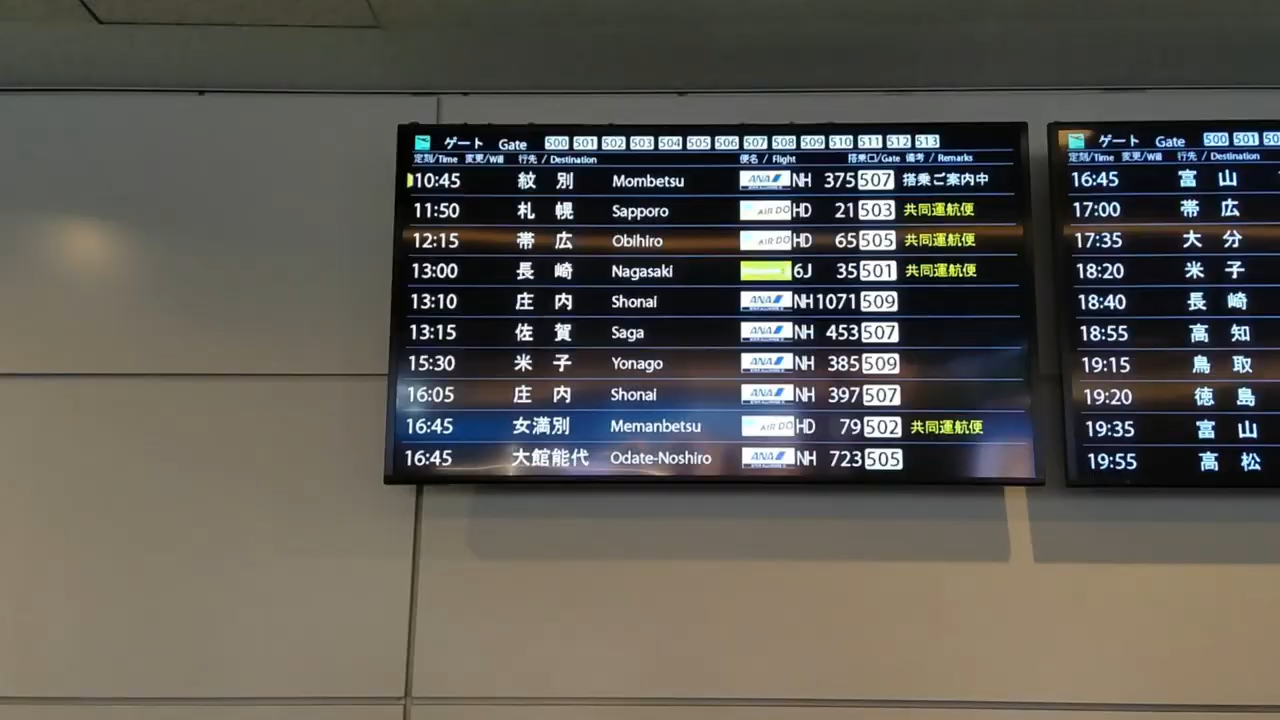 ゲート Gate 500 501 502 503 504 505 506 507 508 509 510 511 512 513
定刻/Time 変更/Will 行先 / Destination 便名 / Flight 搭乗口/Gate 備考 / Remarks
10:45 紋別 Mombetsu ANA NH 375 507 搭乗ご案内中
11:50 札幌 Sapporo AIR DO HD 21 503 共同運航便
12:15 帯広 Obihiro AIR DO HD 65 505 共同運航便
13:00 長崎 Nagasaki 6J 35 501 共同運航便
13:10 庄内 Shonai ANA NH 1071 509
13:15 佐賀 Saga ANA NH 453 507
15:30 米子 Yonago ANA NH 385 509
16:05 庄内 Shonai ANA NH 397 507
16:45 女満別 Memanbetsu AIR DO HD 79 502 共同運航便
16:45 大館能代 Odate-Noshiro ANA NH 723 505
ゲート Gate 500 501
定刻/Time 変更/Will 行先 / Destination
16:45 富山
17:00 帯広
17:35 大分
18:20 米子
18:40 長崎
18:55 高知
19:15 鳥取
19:20 徳島
19:35 富山
19:55 高松